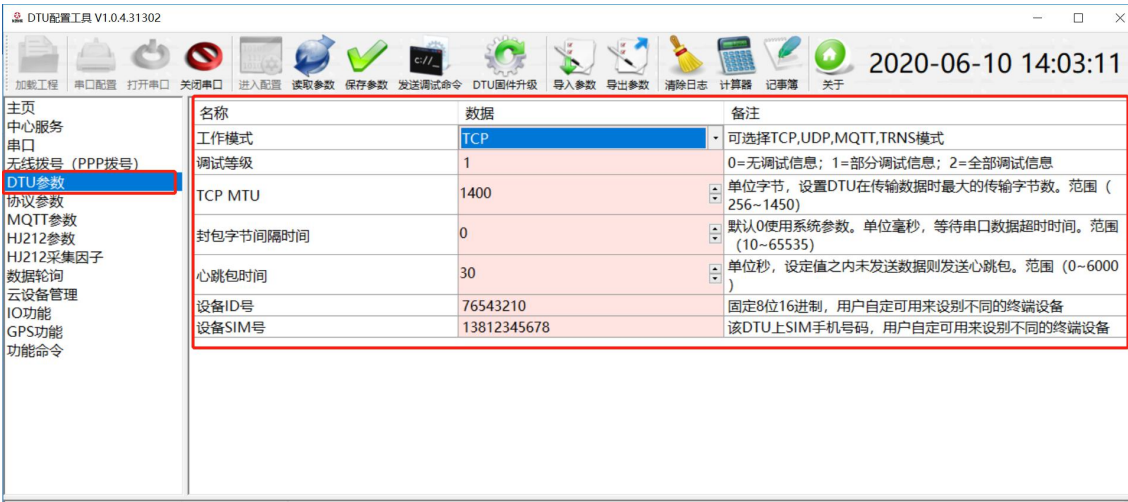 DTU配置工具 V1.0.4.31302
加载工程 串口配置 打开串口 关闭串口 进入配置 读取参数 保存参数 发送调试命令 DTU固件升级 导入参数 导出参数 清除日志 计算器 记事簿 关于 2020-06-10 14:03:11
c://_
主页
中心服务
串口
无线拨号（PPP拨号）
DTU参数
协议参数
MQTT参数
HJ212参数
HJ212采集因子
数据轮询
云设备管理
IO功能
GPS功能
功能命令
名称 数据 备注
工作模式 TCP 可选择TCP,UDP,MQTT,TRNS模式
调试等级 1 0=无调试信息；1=部分调试信息；2=全部调试信息
TCP MTU 1400 单位字节，设置DTU在传输数据时最大的传输字节数。范围（
256~1450）
封包字节间隔时间 0 默认0使用系统参数。单位毫秒，等待串口数据超时时间。范围
（10~65535）
心跳包时间 30 单位秒，设定值之内未发送数据则发送心跳包。范围（0~6000
）
设备ID号 76543210 固定8位16进制，用户自定可用来设别不同的终端设备
设备SIM号 13812345678 该DTU上SIM手机号码，用户自定可用来设别不同的终端设备